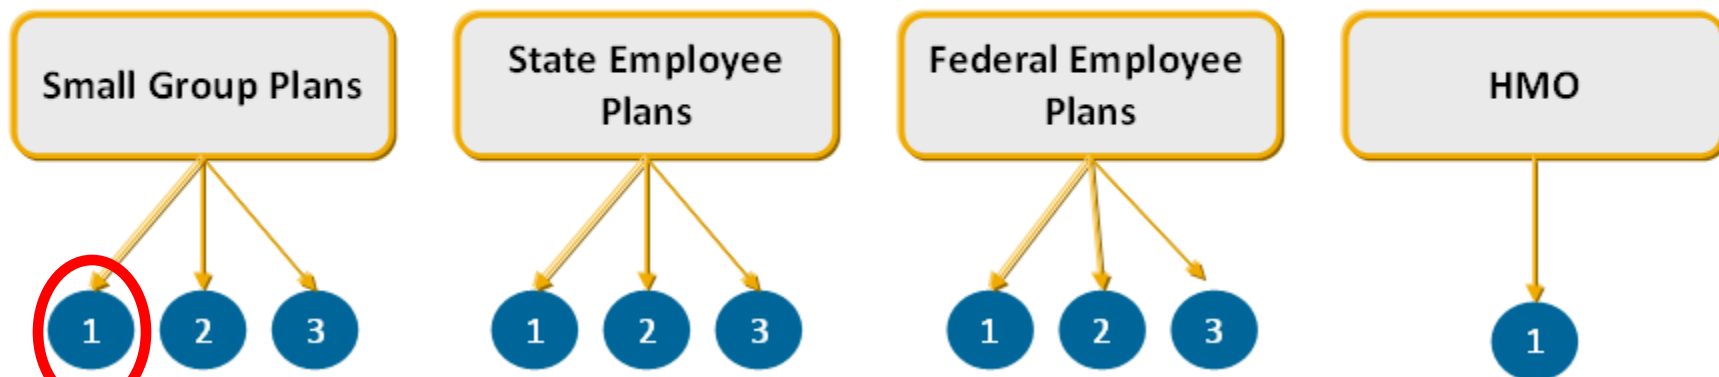 Small Group Plans
State Employee
Plans
Federal Employee
Plans
HMO
1 2 3
1 2 3
1 2 3
1